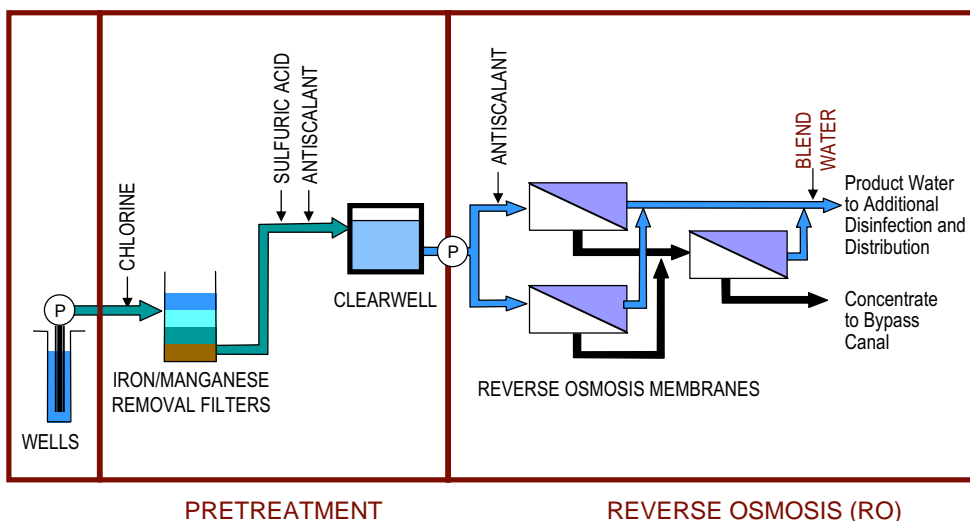 P
WELLS
CHLORINE
IRON/MANGANESE
REMOVAL FILTERS
SULFURIC ACID
ANTISCALANT
CLEARWELL
P
ANTISCALANT
REVERSE OSMOSIS MEMBRANES
BLEND
WATER
Product Water
to Additional
Disinfection and
Distribution
Concentrate
to Bypass
Canal
PRETREATMENT
REVERSE OSMOSIS (RO)